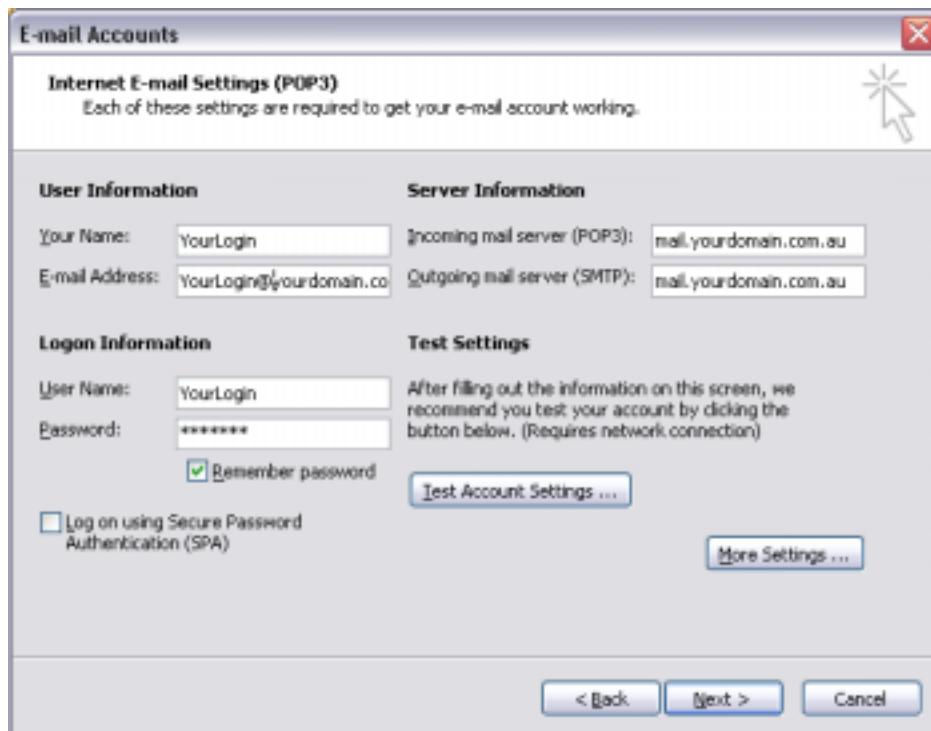 E-mail Accounts
Internet E-mail Settings (POP3)
Each of these settings are required to get your e-mail account working.
User Information
Your Name: YourLogin
E-mail Address: YourLogin@yourdomain.co
Logon Information
User Name: YourLogin
Password: *******
Remember password
Log on using Secure Password
Authentication (SPA)
Server Information
Incoming mail server (POP3): mail.yourdomain.com.au
Outgoing mail server (SMTP): mail.yourdomain.com.au
Test Settings
After filling out the information on this screen, we
recommend you test your account by clicking the
button below. (Requires network connection)
Test Account Settings ...
More Settings ...
< Back
Next >
Cancel